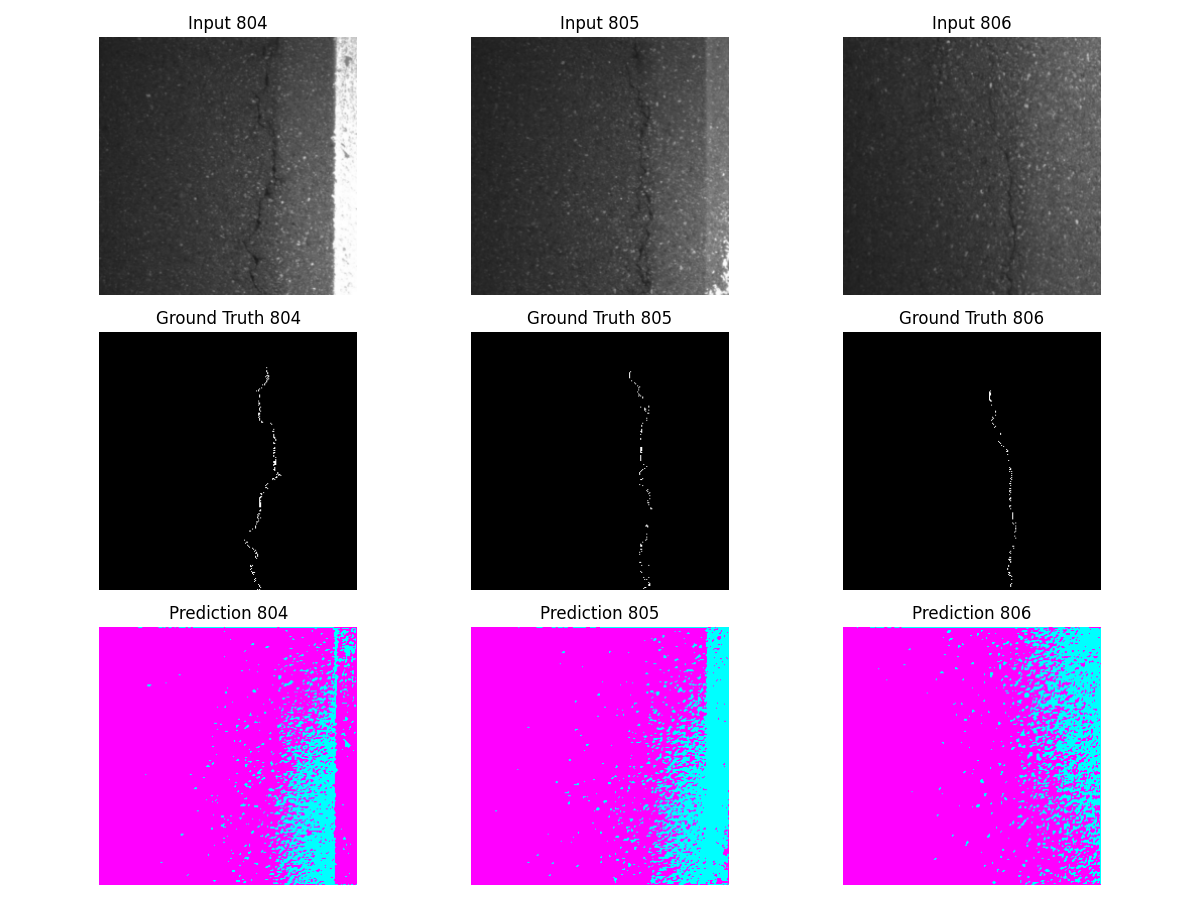 Input 804
Input 805
Input 806
Ground Truth 804
Ground Truth 805
Ground Truth 806
Prediction 804
Prediction 805
Prediction 806